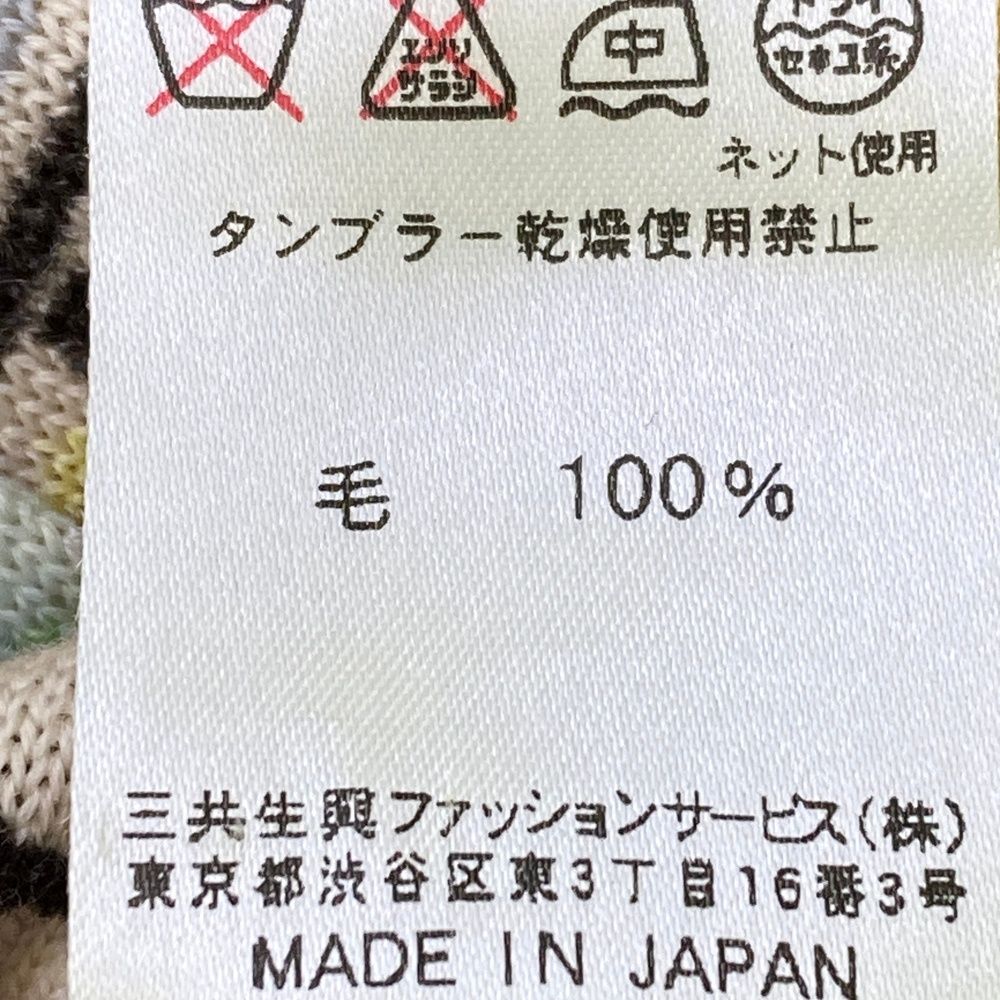 エンソ サラシ 中 ドライ セキユ系
ネット使用
タンブラー乾燥使用禁止
毛 100%
三共生興ファッションサービス(株)
東京都渋谷区東3丁目16番3号
MADE IN JAPAN